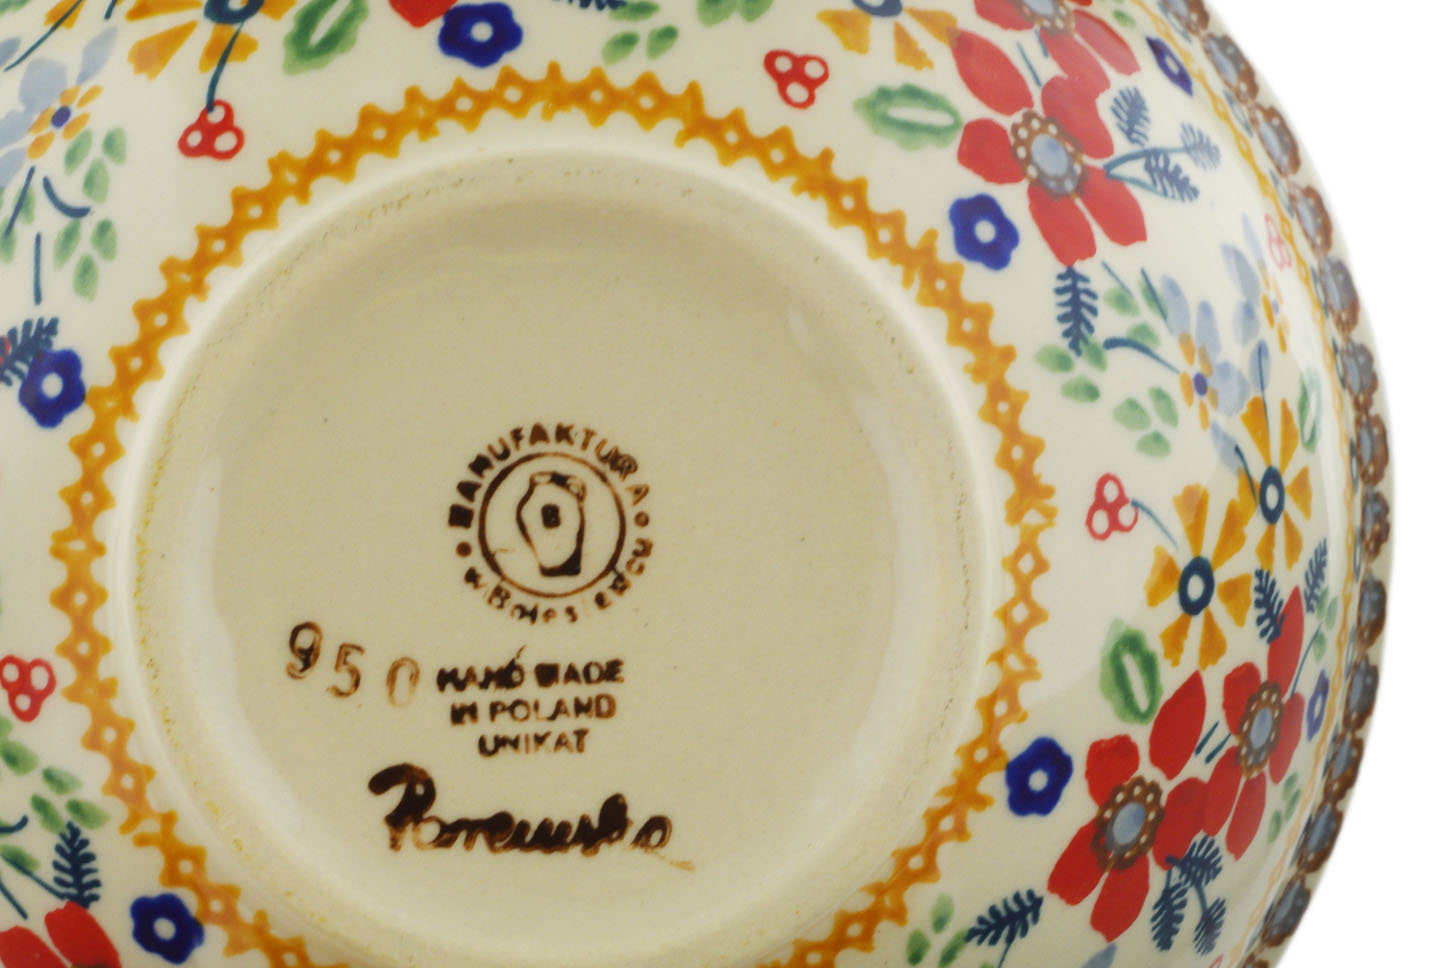 MANUFAKTURA
w Bolesławcu
B
950
HAND MADE
IN POLAND
UNIKAT